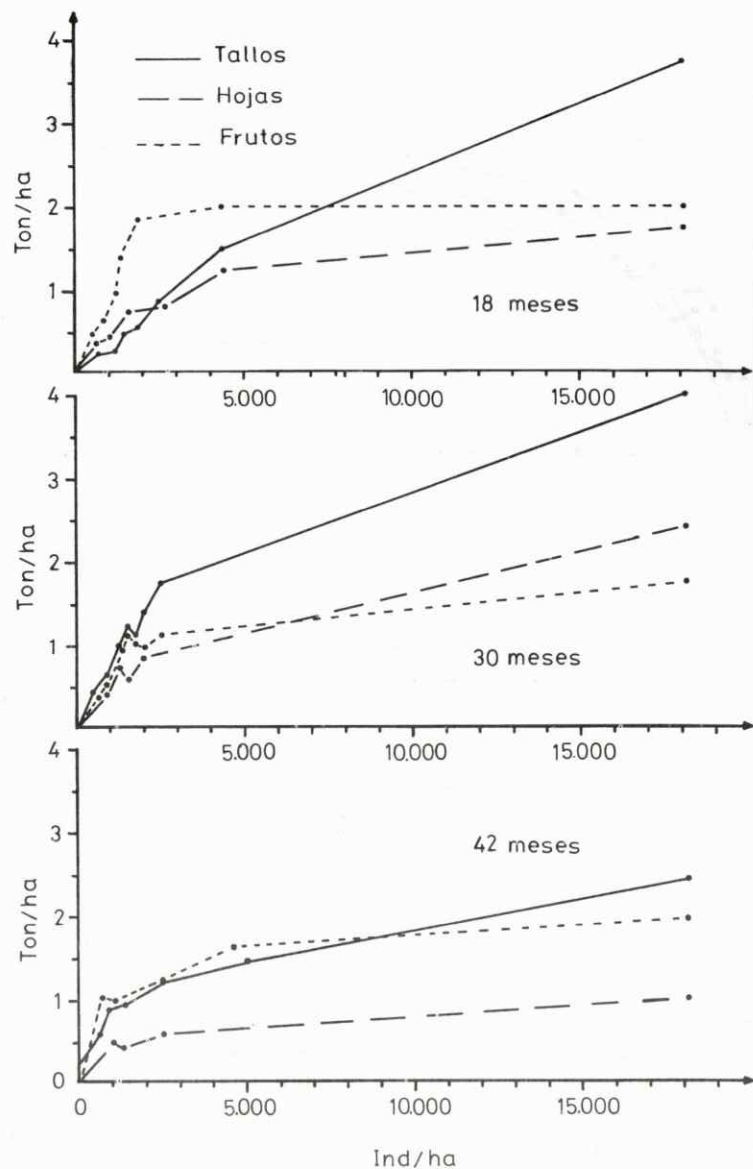 4
Tallos
Hojas
3
Frutos
Ton/ha
2
1
18 meses
4
5.000
10.000
15.000
3
Ton/ha
2
1
30 meses
4
5.000
10.000
15.000
3
42 meses
Ton/ha
2
1
0
0
5.000
10.000
15.000
Ind/ha